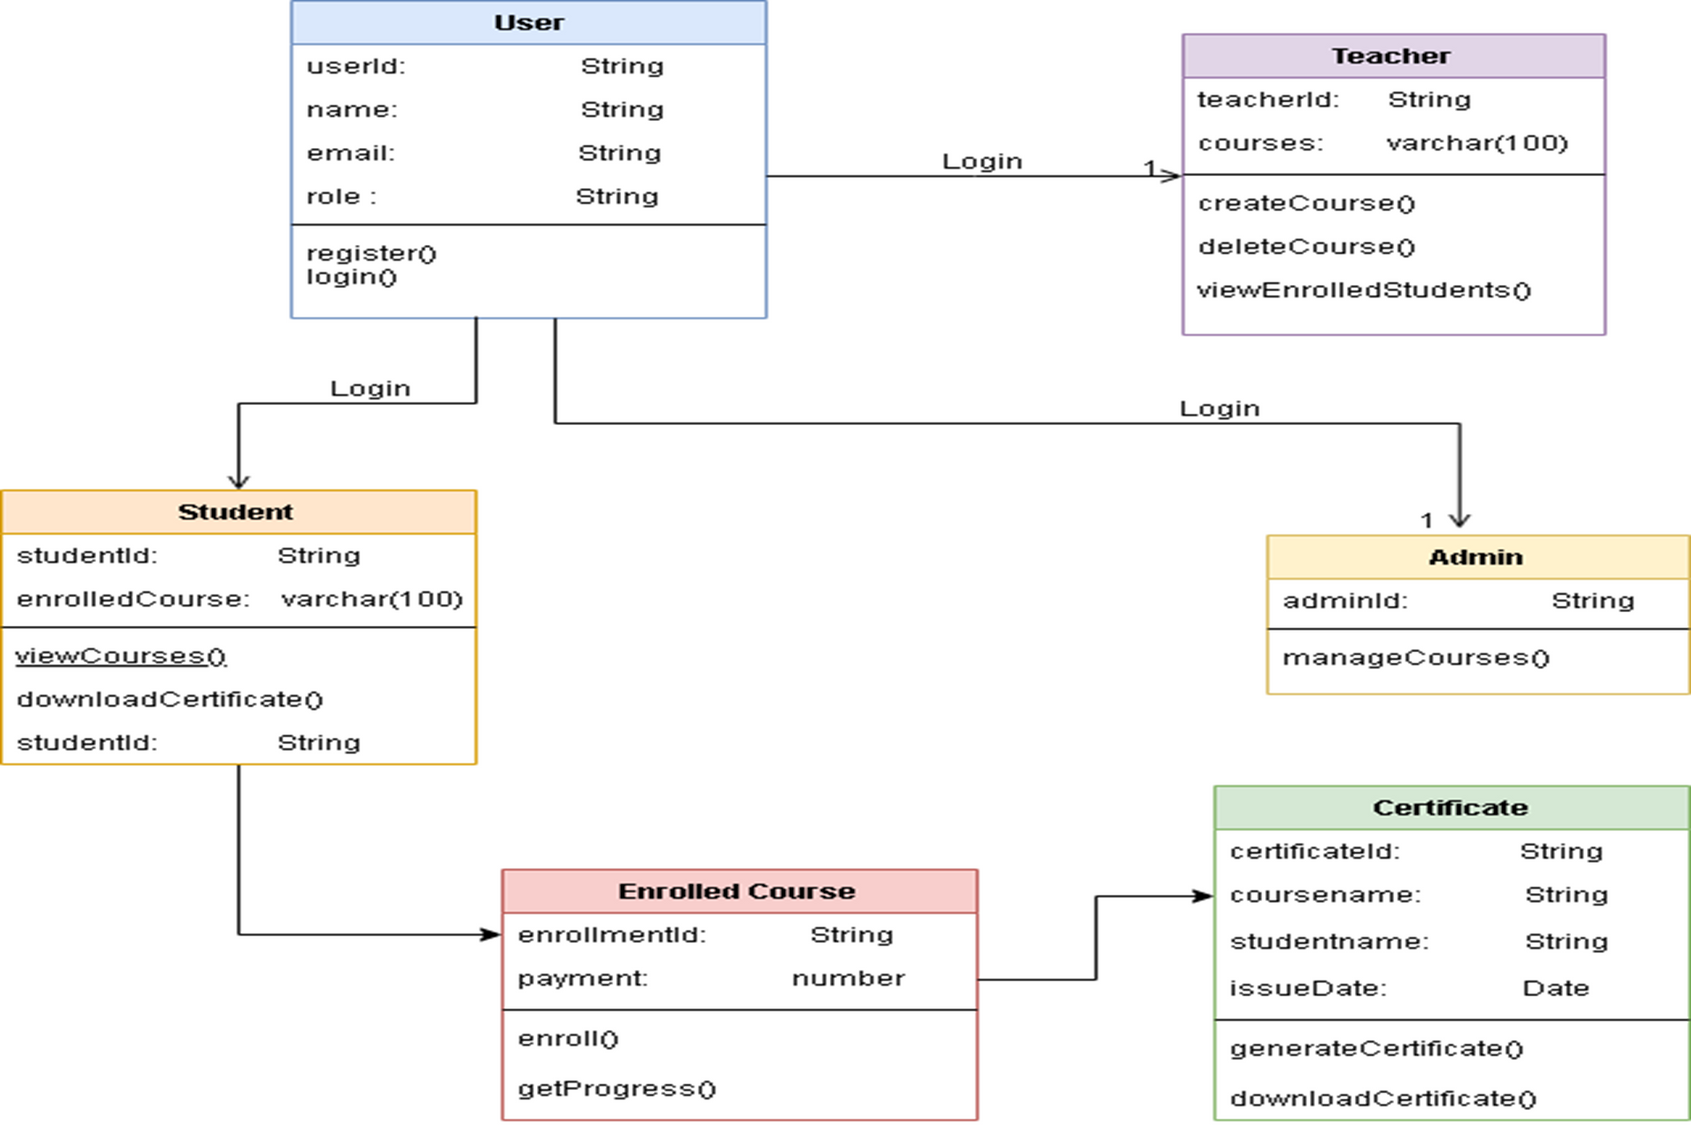 User
userId: String
name: String
email: String
role : String
register()
login()
Teacher
teacherId: String
courses: varchar(100)
createCourse()
deleteCourse()
viewEnrolledStudents()
Login
1
Login
Login
1
Student
studentId: String
enrolledCourse: varchar(100)
viewCourses()
downloadCertificate()
studentId: String
Admin
adminId: String
manageCourses()
Enrolled Course
enrollmentId: String
payment: number
enroll()
getProgress()
Certificate
certificateId: String
coursename: String
studentname: String
issueDate: Date
generateCertificate()
downloadCertificate()